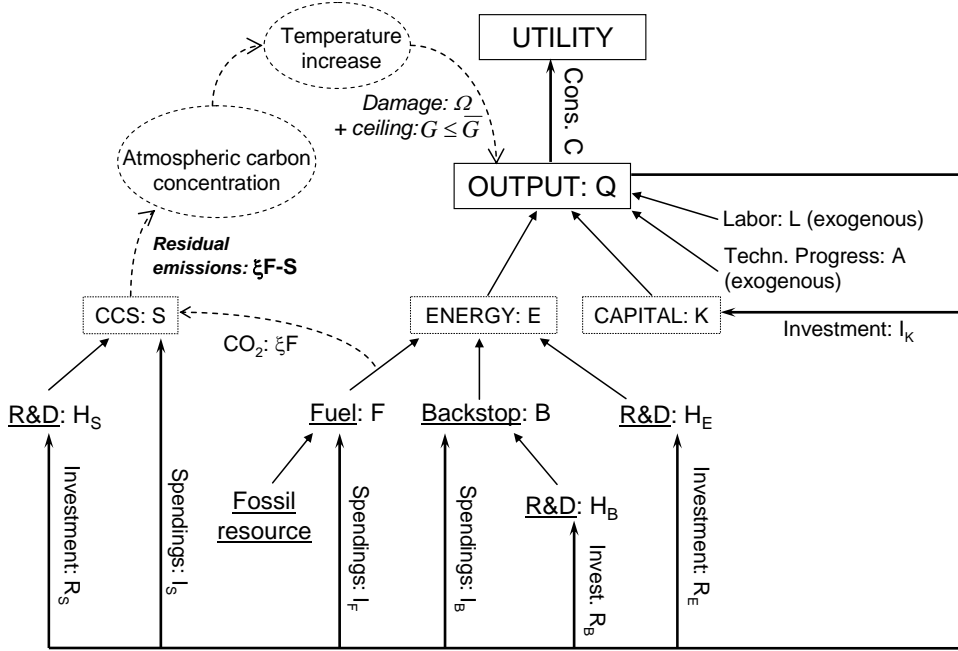 Temperature
increase
UTILITY
Cons. C
Damage: Ω
+ ceiling: G ≤ G̅
Atmospheric carbon
concentration
OUTPUT: Q
Labor: L (exogenous)
Techn. Progress: A
(exogenous)
Residual
emissions: ξF-S
CCS: S
ENERGY: E
CAPITAL: K
Investment: I_K
CO₂: ξF
R&D: H_S
Fuel: F
Backstop: B
R&D: H_E
Fossil
resource
R&D: H_B
Investment: R_S
Spendings: I_S
Spendings: I_F
Spendings: I_B
Invest. R_B
Investment: R_E